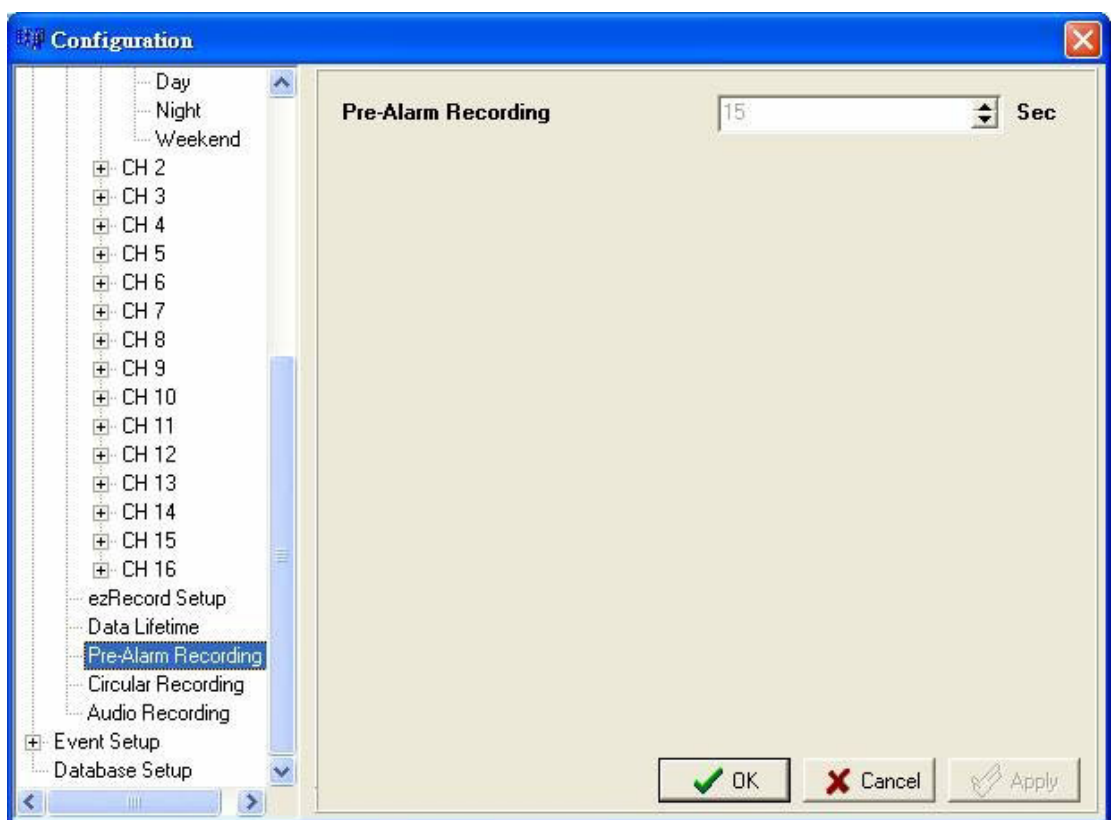 Configuration
Day
Night
Weekend
CH 2
CH 3
CH 4
CH 5
CH 6
CH 7
CH 8
CH 9
CH 10
CH 11
CH 12
CH 13
CH 14
CH 15
CH 16
ezRecord Setup
Data Lifetime
Pre-Alarm Recording
Circular Recording
Audio Recording
Event Setup
Database Setup
Pre-Alarm Recording 15 Sec
OK Cancel Apply